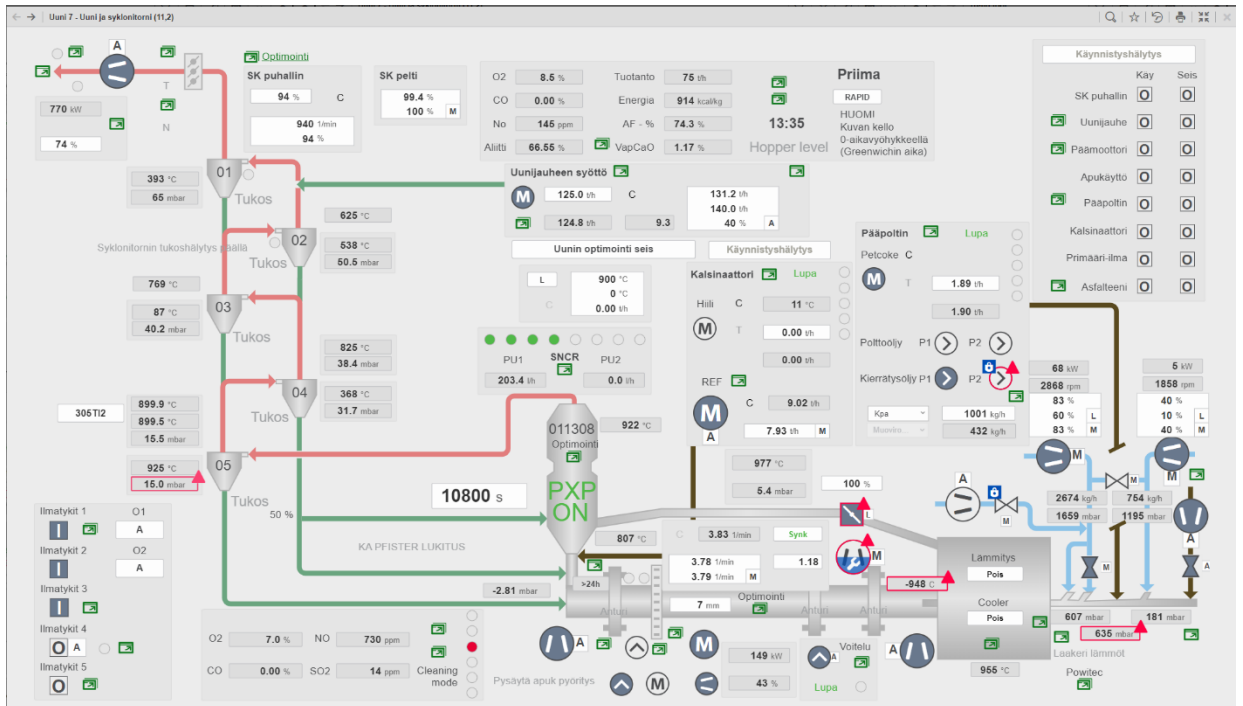 Uuni 7 - Uuni ja syklonitorni (11,2)
A
T
N
770 kW
74 %
Optimointi
SK puhallin
94 %
C
940 1/min
94 %
SK pelti
99.4 %
100 %
M
O2
8.5 %
Tuotanto
75 t/h
CO
0.00 %
Energia
914 kcal/kg
No
145 ppm
AF - %
74.3 %
13:35
Aliitti
66.55 %
VapCaO
1.17 %
Hopper level
Priima
RAPID
HUOMI
Kuvan kello
0-aikavyöhykkeellä
(Greenwichin aika)
Käynnistyshälytys
Käy
Seis
SK puhallin
O
O
Uunijauhe
O
O
Päämoottori
O
O
Apukäyttö
O
O
Pääpoltin
O
O
Kalsinaattori
O
O
Primääri-ilma
O
O
Asfalteeni
O
O
01
393 °C
65 mbar
Tukos
Syklonitornin tukoshälytys päällä
625 °C
02
538 °C
50.5 mbar
Tukos
769 °C
03
87 °C
40.2 mbar
Tukos
825 °C
38.4 mbar
04
368 °C
31.7 mbar
Tukos
305TI2
899.9 °C
899.5 °C
15.5 mbar
05
925 °C
15.0 mbar
Tukos
50 %
Uunijauheen syöttö
M
125.0 t/h
C
131.2 t/h
140.0 t/h
124.8 t/h
9.3
40 %
A
Uunin optimointi seis
Käynnistyshälytys
L
900 °C
0 °C
C
0.00 t/h
PU1
SNCR
PU2
203.4 l/h
0.0 l/h
Kalsinaattori
Lupa
Hiili
C
11 °C
M
T
0.00 t/h
0.00 t/h
REF
M
C
9.02 t/h
A
7.93 t/h
M
Pääpoltin
Lupa
Petcoke
C
M
T
1.89 t/h
1.90 t/h
Polttoöljy
P1
P2
Kierrätysöljy
P1
P2
Kpa
1001 kg/h
432 kg/h
68 kW
2868 rpm
83 %
60 %
L
83 %
M
5 kW
1858 rpm
40 %
10 %
L
40 %
M
M
M
M
A
M
2674 kg/h
754 kg/h
1659 mbar
1195 mbar
A
M
A
011308
Optimointi
PXP
ON
922 °C
10800 s
977 °C
5.4 mbar
100 %
L
KA PFISTER LUKITUS
807 °C
>24h
-2.81 mbar
C
3.83 1/min
Synk
3.78 1/min
1.18
3.79 1/min
M
M
7 mm
Optimointi
Anturi
Anturi
Anturi
-948 C
Lämmitys
Pois
Cooler
Pois
955 °C
607 mbar
181 mbar
635 mbar
Laakeri lämmöt
Powitec
Ilmatykit 1
O1
I
A
Ilmatykit 2
O2
I
A
Ilmatykit 3
I
Ilmatykit 4
O
A
Ilmatykit 5
O
O2
7.0 %
NO
730 ppm
CO
0.00 %
SO2
14 ppm
Cleaning
mode
A
Pysäytä apuk pyöritys
M
M
149 kW
43 %
Voitelu
A
Lupa
A